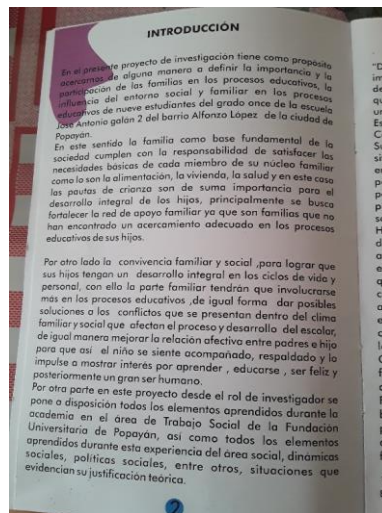 INTRODUCCIÓN
En el presente proyecto de investigación tiene como propósito
acercarnos de alguna manera a definir la importancia y la
participación de las familias en los procesos educativos, la
influencia del entorno social y familiar en los procesos
educativos de nueve estudiantes del grado once de la escuela
José Antonio galán 2 del barrio Alfonzo López de la ciudad de
Popayán.
En este sentido la familia como base fundamental de la
sociedad cumplen con la responsabilidad de satisfacer las
necesidades básicas de cada miembro de su núcleo familiar
como lo son la alimentación, la vivienda, la salud y en este caso
las pautas de crianza son de suma importancia para el
desarrollo integral de los hijos, principalmente se busca
fortalecer la red de apoyo familiar ya que son familias que no
han encontrado un acercamiento adecuado en los procesos
educativos de sus hijos.
Por otro lado la convivencia familiar y social ,para lograr que
sus hijos tengan un desarrollo integral en los ciclos de vida y
personal, con ello la parte familiar tendrán que involucrarse
más en los procesos educativos ,de igual forma dar posibles
soluciones a los conflictos que se presentan dentro del clima
familiar y social que afectan el proceso y desarrollo del escolar,
de igual manera mejorar la relación afectiva entre padres e hijo
para que así el niño se siente acompañado, respaldado y lo
impulse a mostrar interés por aprender , educarse , ser feliz y
posteriormente un gran ser humano.
Por otra parte en este proyecto desde el rol de investigador se
pone a disposición todos los elementos aprendidos durante la
academia en el área de Trabajo Social de la Fundación
Universitaria de Popayán, así como todos los elementos
aprendidos durante esta experiencia del área social, dinámicas
sociales, políticas sociales, entre otros, situaciones que
evidencian su justificación teórica.
2